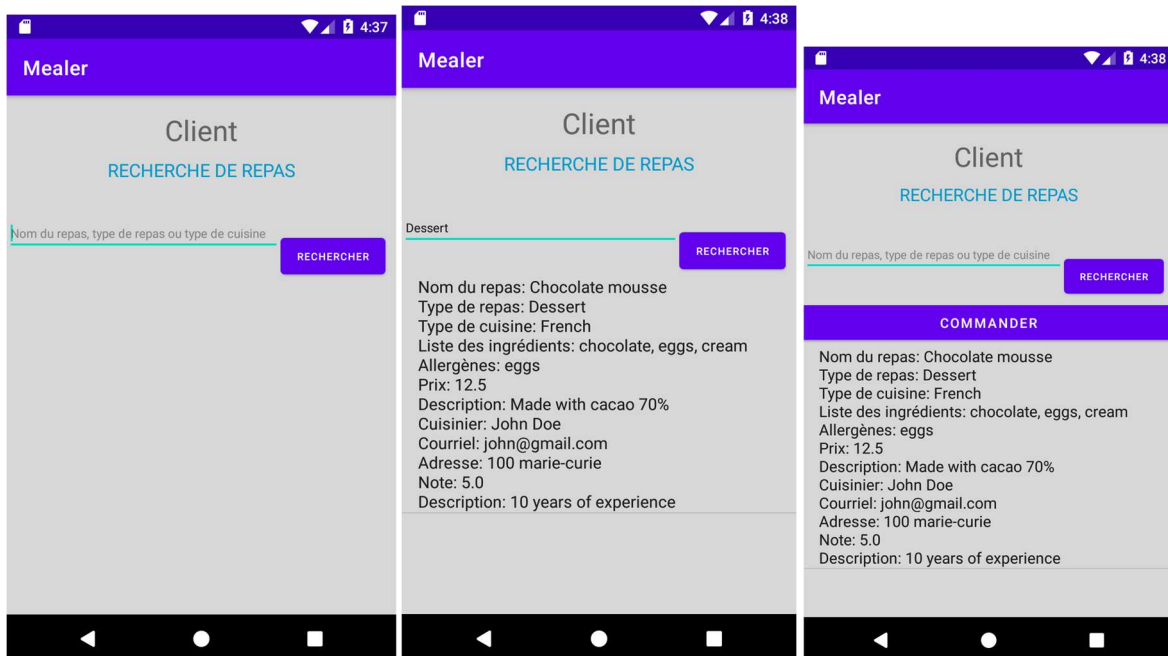 4:37
Mealer
Client
RECHERCHE DE REPAS
Nom du repas, type de repas ou type de cuisine
RECHERCHER
4:38
Mealer
Client
RECHERCHE DE REPAS
Dessert
RECHERCHER
Nom du repas: Chocolate mousse
Type de repas: Dessert
Type de cuisine: French
Liste des ingrédients: chocolate, eggs, cream
Allergènes: eggs
Prix: 12.5
Description: Made with cacao 70%
Cuisinier: John Doe
Courriel: john@gmail.com
Adresse: 100 marie-curie
Note: 5.0
Description: 10 years of experience
4:38
Mealer
Client
RECHERCHE DE REPAS
Nom du repas, type de repas ou type de cuisine
RECHERCHER
COMMANDER
Nom du repas: Chocolate mousse
Type de repas: Dessert
Type de cuisine: French
Liste des ingrédients: chocolate, eggs, cream
Allergènes: eggs
Prix: 12.5
Description: Made with cacao 70%
Cuisinier: John Doe
Courriel: john@gmail.com
Adresse: 100 marie-curie
Note: 5.0
Description: 10 years of experience